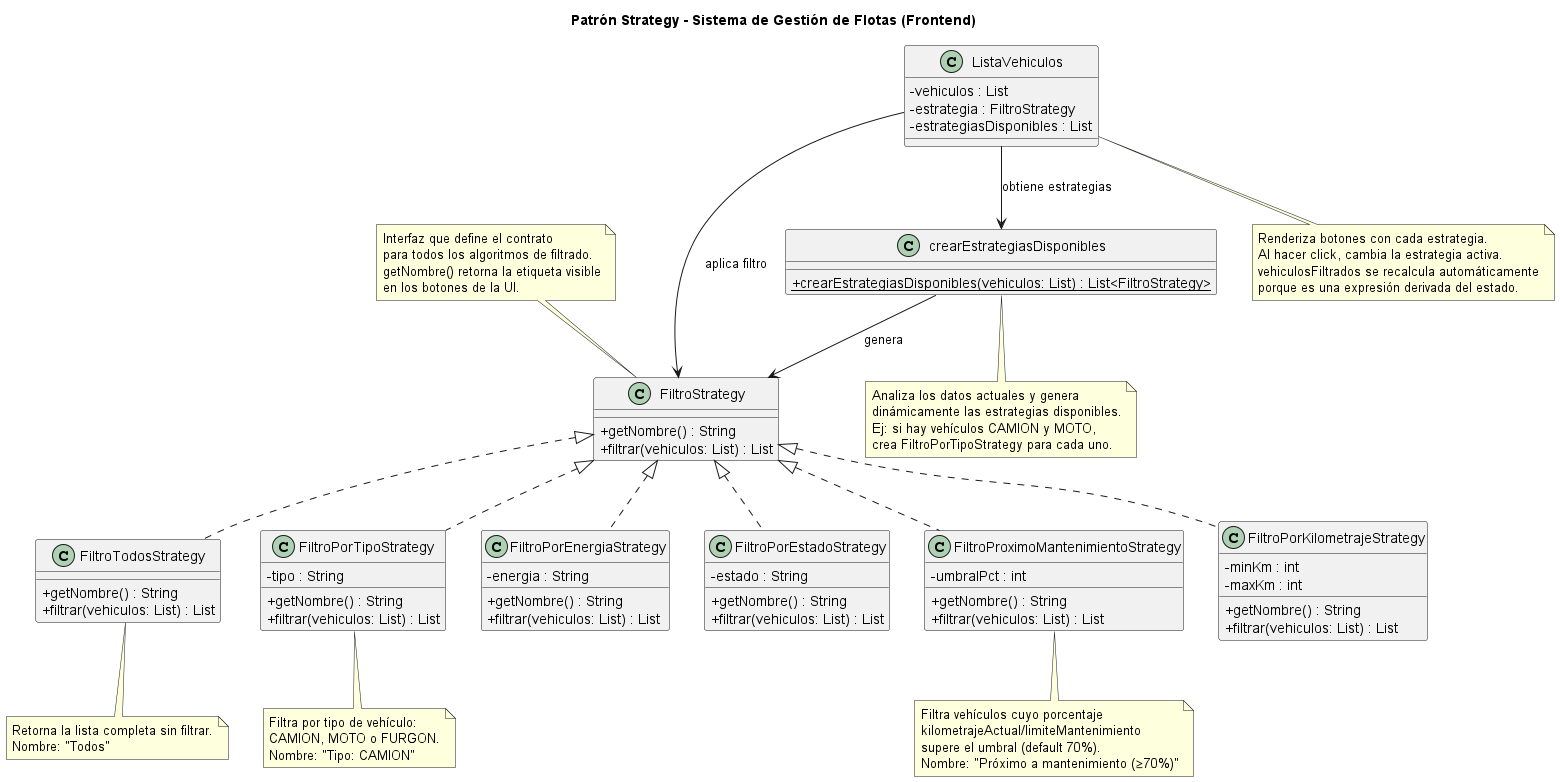 Patrón Strategy - Sistema de Gestión de Flotas (Frontend)
C ListaVehiculos
-vehiculos : List
-estrategia : FiltroStrategy
-estrategiasDisponibles : List
obtiene estrategias
aplica filtro
Interfaz que define el contrato
para todos los algoritmos de filtrado.
getNombre() retorna la etiqueta visible
en los botones de la UI.
C crearEstrategiasDisponibles
+crearEstrategiasDisponibles(vehiculos: List) : List<FiltroStrategy>
Renderiza botones con cada estrategia.
Al hacer click, cambia la estrategia activa.
vehiculosFiltrados se recalcula automáticamente
porque es una expresión derivada del estado.
genera
C FiltroStrategy
+getNombre() : String
+filtrar(vehiculos: List) : List
Analiza los datos actuales y genera
dinámicamente las estrategias disponibles.
Ej: si hay vehículos CAMION y MOTO,
crea FiltroPorTipoStrategy para cada uno.
C FiltroTodosStrategy
+getNombre() : String
+filtrar(vehiculos: List) : List
C FiltroPorTipoStrategy
-tipo : String
+getNombre() : String
+filtrar(vehiculos: List) : List
C FiltroPorEnergiaStrategy
-energia : String
+getNombre() : String
+filtrar(vehiculos: List) : List
C FiltroPorEstadoStrategy
-estado : String
+getNombre() : String
+filtrar(vehiculos: List) : List
C FiltroProximoMantenimientoStrategy
-umbralPct : int
+getNombre() : String
+filtrar(vehiculos: List) : List
C FiltroPorKilometrajeStrategy
-minKm : int
-maxKm : int
+getNombre() : String
+filtrar(vehiculos: List) : List
Retorna la lista completa sin filtrar.
Nombre: "Todos"
Filtra por tipo de vehículo:
CAMION, MOTO o FURGON.
Nombre: "Tipo: CAMION"
Filtra vehículos cuyo porcentaje
kilometrajeActual/limiteMantenimiento
supere el umbral (default 70%).
Nombre: "Próximo a mantenimiento (≥70%)"